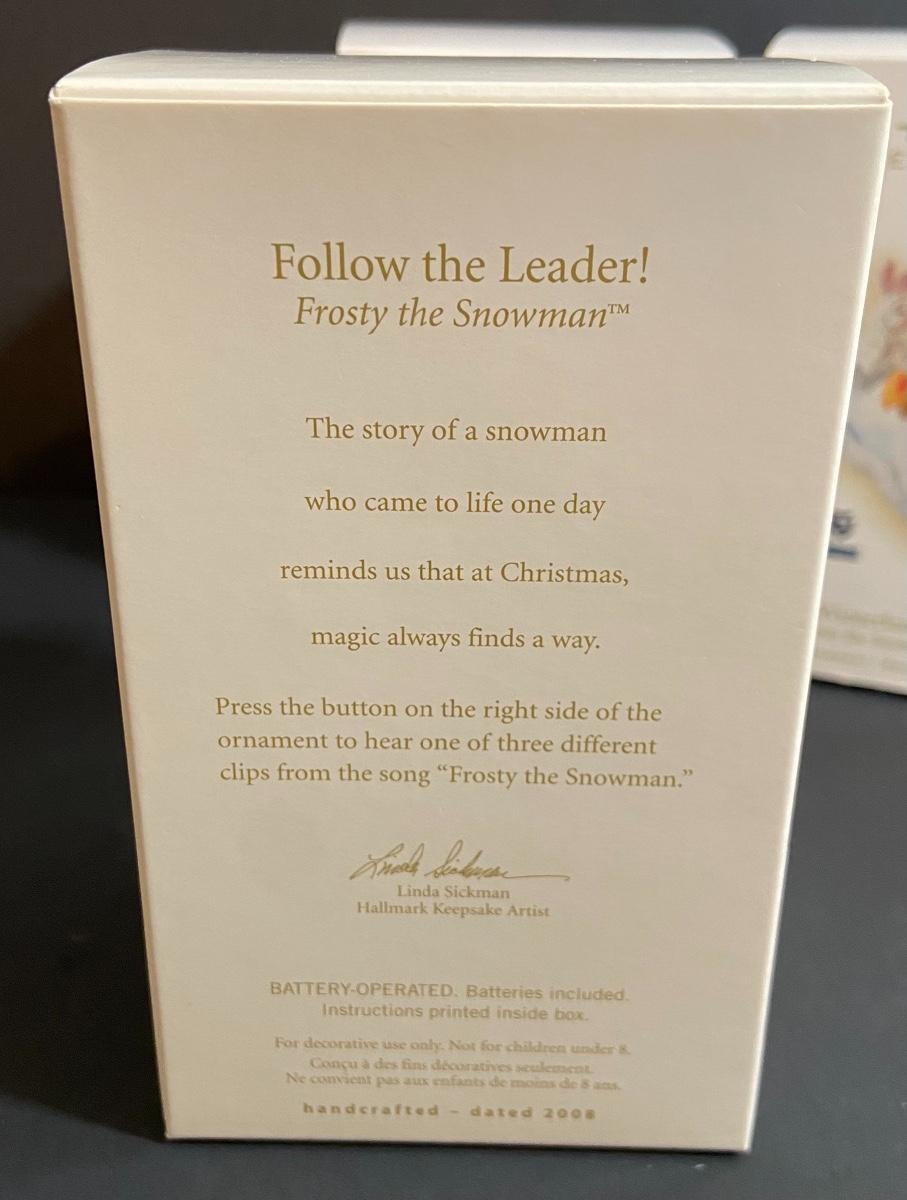 Follow the Leader!
Frosty the Snowman™
The story of a snowman
who came to life one day
reminds us that at Christmas,
magic always finds a way.
Press the button on the right side of the
ornament to hear one of three different
clips from the song “Frosty the Snowman.”
Linda Sickman
Linda Sickman
Hallmark Keepsake Artist
BATTERY-OPERATED. Batteries included.
Instructions printed inside box.
For decorative use only. Not for children under 8.
Conçu à des fins décoratives seulement.
Ne convient pas aux enfants de moins de 8 ans.
handcrafted – dated 2008